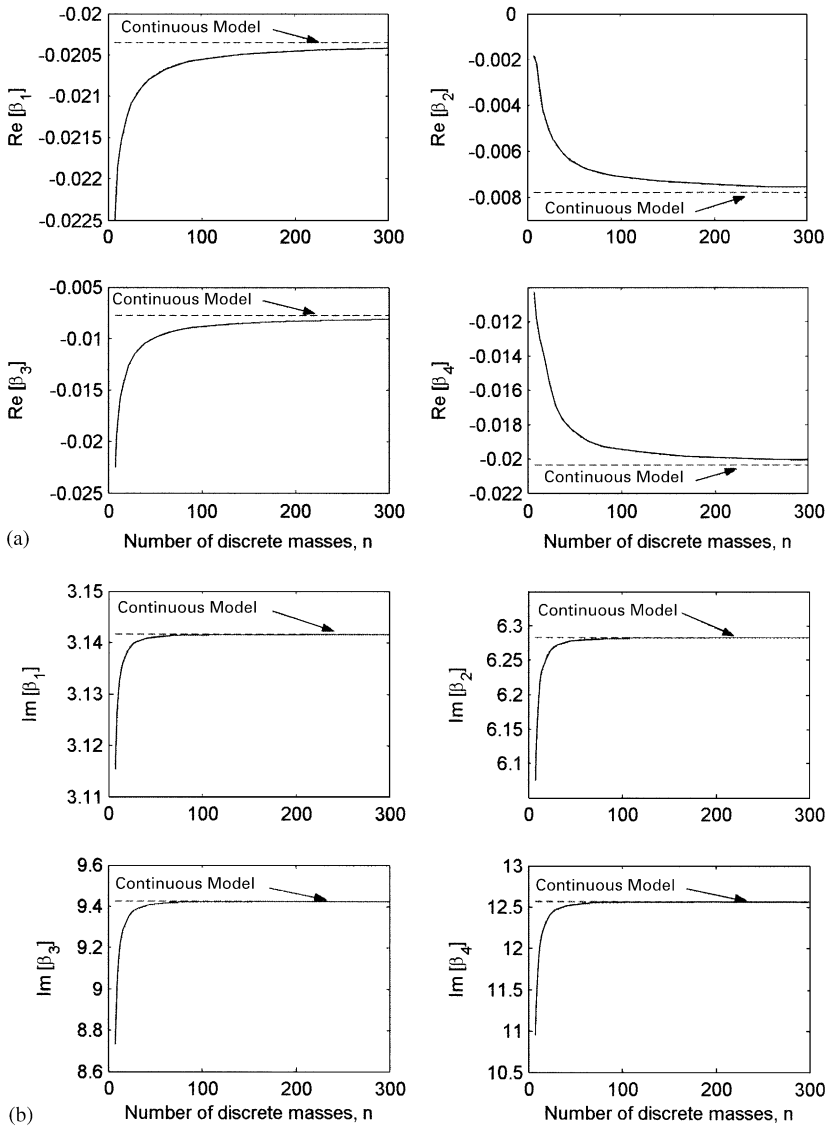 -0.02
-0.0205
-0.021
-0.0215
-0.022
-0.0225
Re [β1]
Continuous Model
0 100 200 300
0
-0.002
-0.004
-0.006
-0.008
Re [β2]
Continuous Model
0 100 200 300
-0.005
-0.01
-0.015
-0.02
-0.025
Re [β3]
Continuous Model
0 100 200 300
Number of discrete masses, n
-0.012
-0.014
-0.016
-0.018
-0.02
-0.022
Re [β4]
Continuous Model
0 100 200 300
Number of discrete masses, n
(a)
3.15
3.14
3.13
3.12
3.11
Im [β1]
Continuous Model
0 100 200 300
6.3
6.25
6.2
6.15
6.1
Im [β2]
Continuous Model
0 100 200 300
9.6
9.4
9.2
9
8.8
8.6
Im [β3]
Continuous Model
0 100 200 300
Number of discrete masses, n
13
12.5
12
11.5
11
10.5
Im [β4]
Continuous Model
0 100 200 300
Number of discrete masses, n
(b)